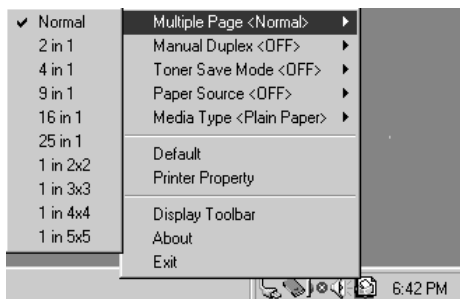 Normal
2 in 1
4 in 1
9 in 1
16 in 1
25 in 1
1 in 2x2
1 in 3x3
1 in 4x4
1 in 5x5
Multiple Page <Normal>
Manual Duplex <OFF>
Toner Save Mode <OFF>
Paper Source <OFF>
Media Type <Plain Paper>
Default
Printer Property
Display Toolbar
About
Exit
6:42 PM